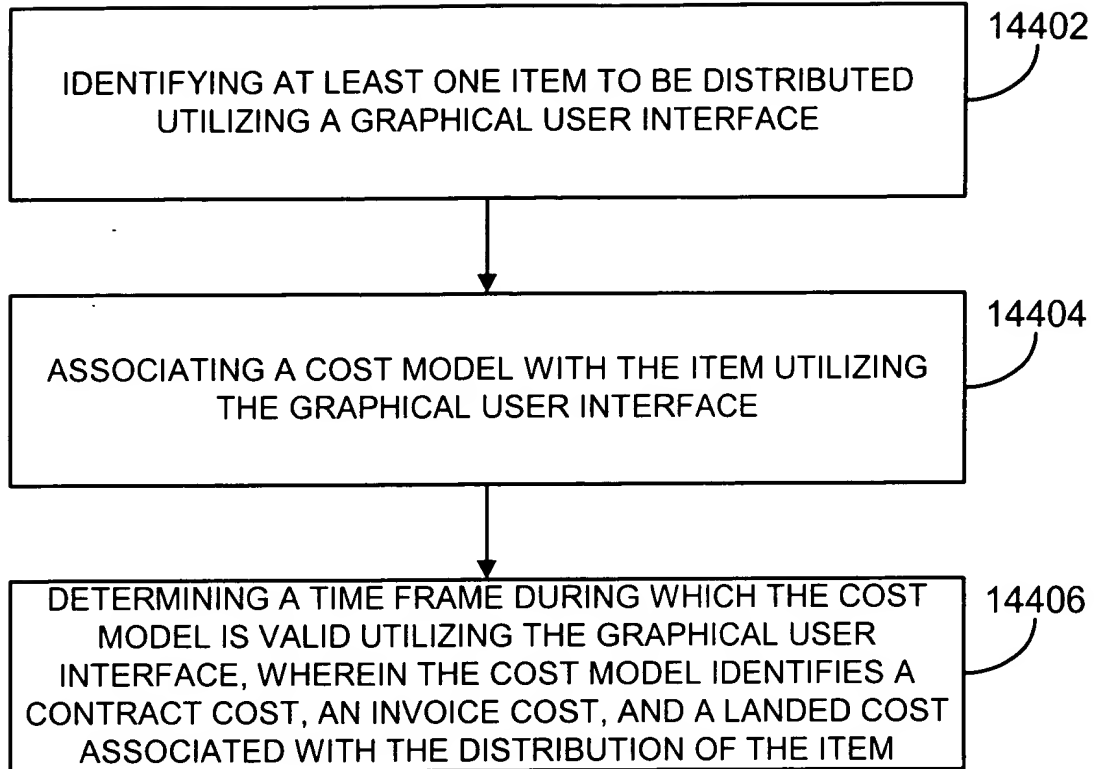 14402
IDENTIFYING AT LEAST ONE ITEM TO BE DISTRIBUTED
UTILIZING A GRAPHICAL USER INTERFACE
14404
ASSOCIATING A COST MODEL WITH THE ITEM UTILIZING
THE GRAPHICAL USER INTERFACE
14406
DETERMINING A TIME FRAME DURING WHICH THE COST
MODEL IS VALID UTILIZING THE GRAPHICAL USER
INTERFACE, WHEREIN THE COST MODEL IDENTIFIES A
CONTRACT COST, AN INVOICE COST, AND A LANDED COST
ASSOCIATED WITH THE DISTRIBUTION OF THE ITEM